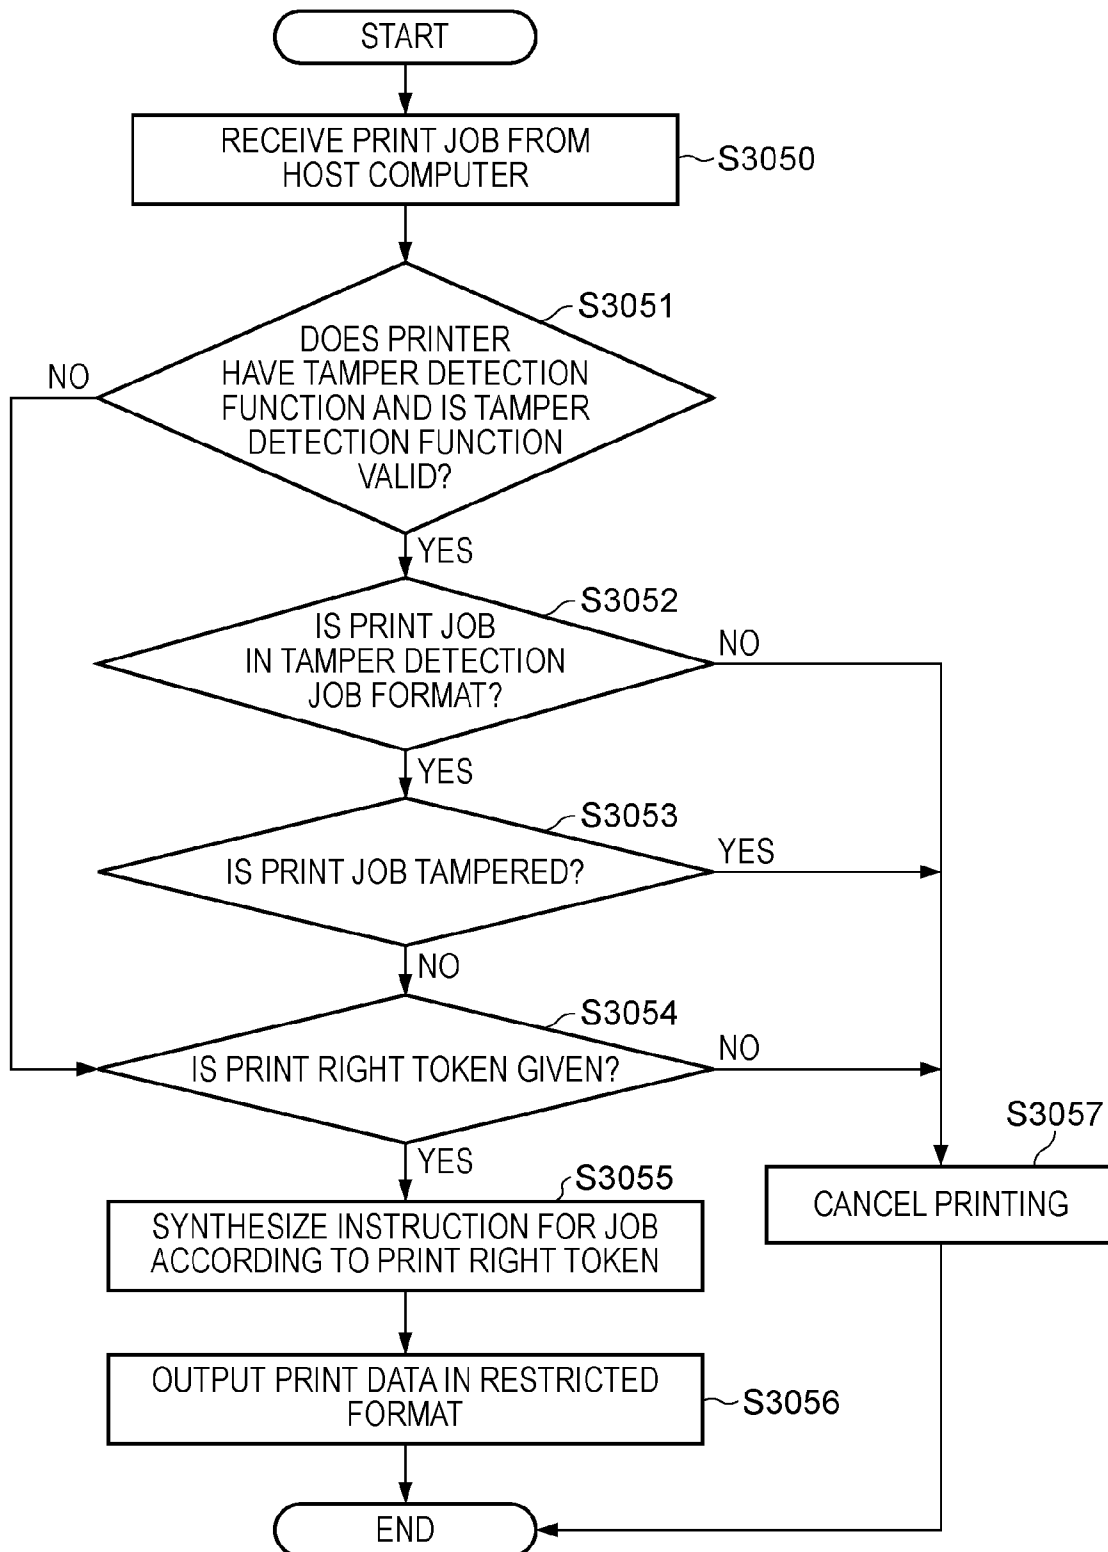 START
RECEIVE PRINT JOB FROM
HOST COMPUTER
S3050
S3051
DOES PRINTER
HAVE TAMPER DETECTION
FUNCTION AND IS TAMPER
DETECTION FUNCTION
VALID?
NO
YES
S3052
IS PRINT JOB
IN TAMPER DETECTION
JOB FORMAT?
NO
YES
S3053
IS PRINT JOB TAMPERED?
YES
NO
S3054
IS PRINT RIGHT TOKEN GIVEN?
NO
YES
S3055
SYNTHESIZE INSTRUCTION FOR JOB
ACCORDING TO PRINT RIGHT TOKEN
S3057
CANCEL PRINTING
OUTPUT PRINT DATA IN RESTRICTED
FORMAT
S3056
END